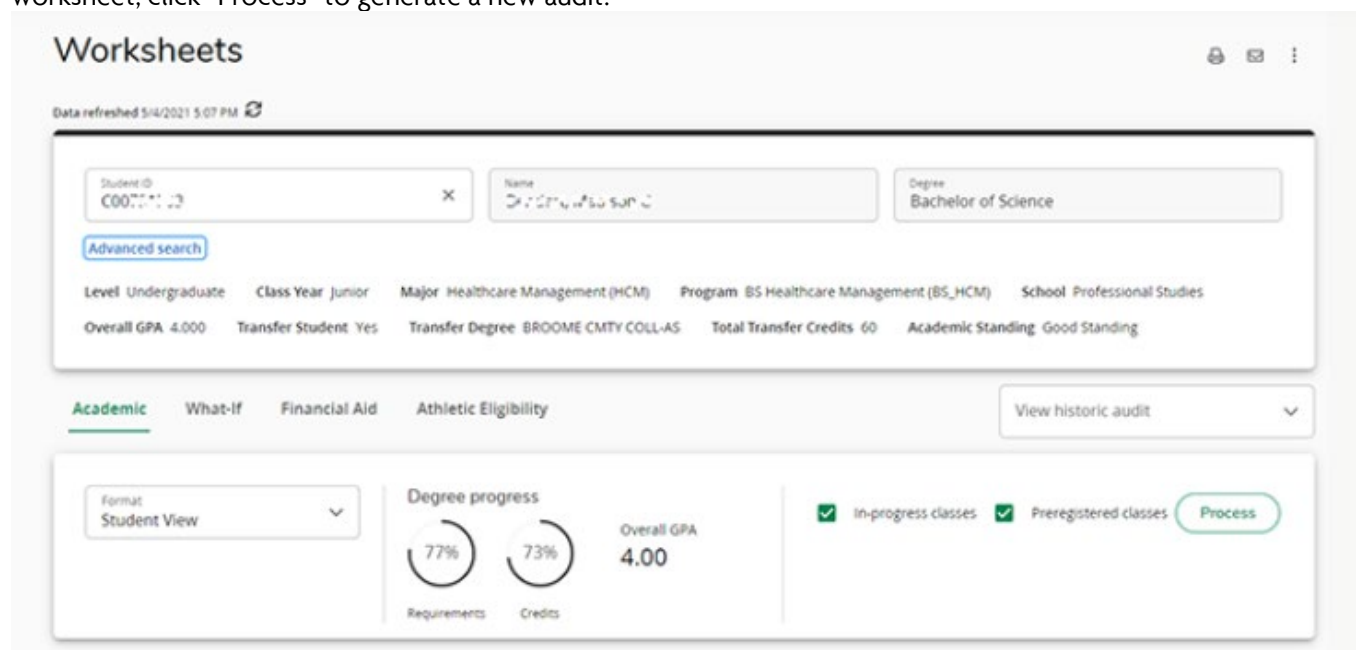 worksheet, click "Process" to generate a new audit.
Worksheets
Data refreshed 5/4/2021 5:07 PM
Student ID
Name
Degree
Bachelor of Science
Advanced search
Level Undergraduate Class Year Junior Major Healthcare Management (HCM) Program BS Healthcare Management (BS_HCM) School Professional Studies
Overall GPA 4.000 Transfer Student Yes Transfer Degree BROOME CMTY COLL-AS Total Transfer Credits 60 Academic Standing Good Standing
Academic What-If Financial Aid Athletic Eligibility View historic audit
Format
Student View
Degree progress
77% 73%
Requirements Credits
Overall GPA
4.00
In-progress classes Preregistered classes Process